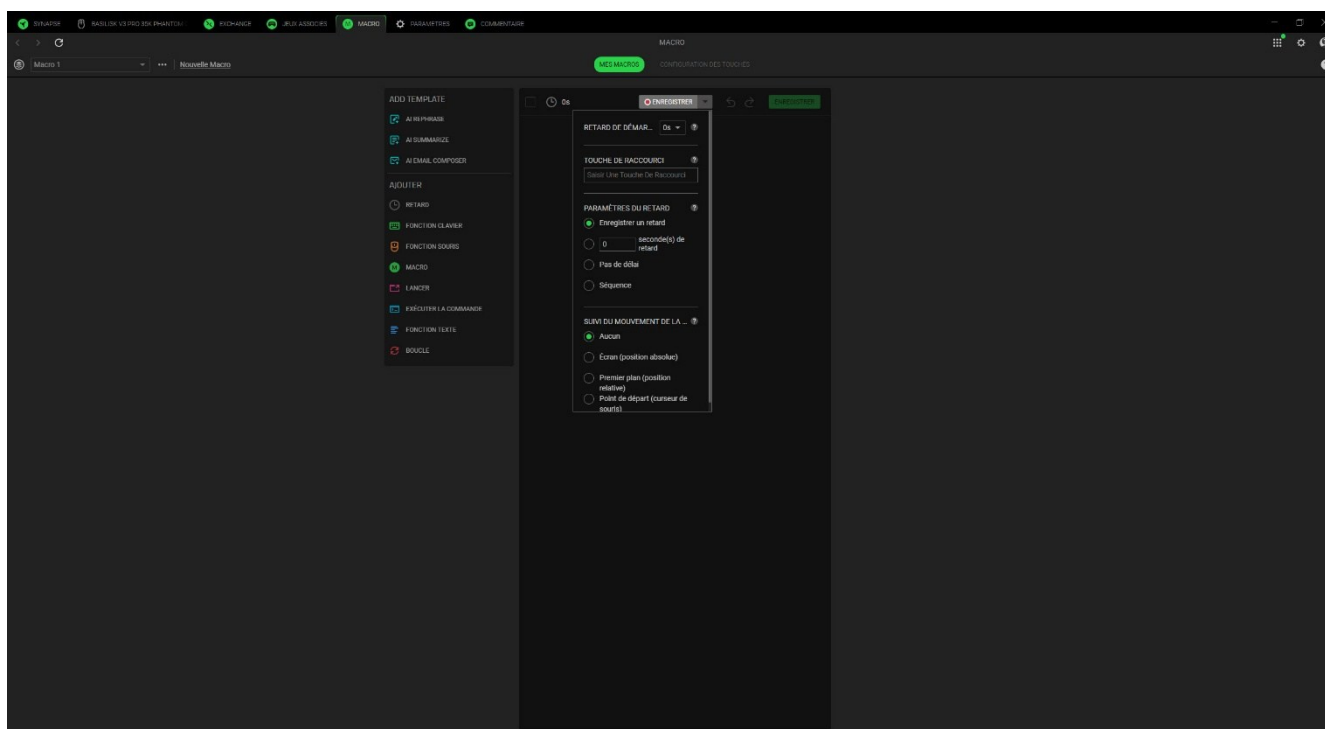 SYNAPSE
BASILISK V3 PRO 35K PHANTOM
EXCHANGE
JEUX ASSOCIÉS
MACRO
PARAMÈTRES
COMMENTAIRE
MACRO
Macro 1
Nouvelle Macro
MES MACROS
CONFIGURATION DES TOUCHES
ADD TEMPLATE
AI REPHRASE
AI SUMMARIZE
AI EMAIL COMPOSER
AJOUTER
RETARD
FONCTION CLAVIER
FONCTION SOURIS
MACRO
LANCER
EXÉCUTER LA COMMANDE
FONCTION TEXTE
BOUCLE
0s
ENREGISTRER
ENREGISTRER
RETARD DE DÉMAR... 0s
TOUCHE DE RACCOURCI
Saisir Une Touche De Raccourci
PARAMÈTRES DU RETARD
Enregistrer un retard
0 seconde(s) de
retard
Pas de délai
Séquence
SUIVI DU MOUVEMENT DE LA ...
Aucun
Écran (position absolue)
Premier plan (position
relative)
Point de départ (curseur de
souris)